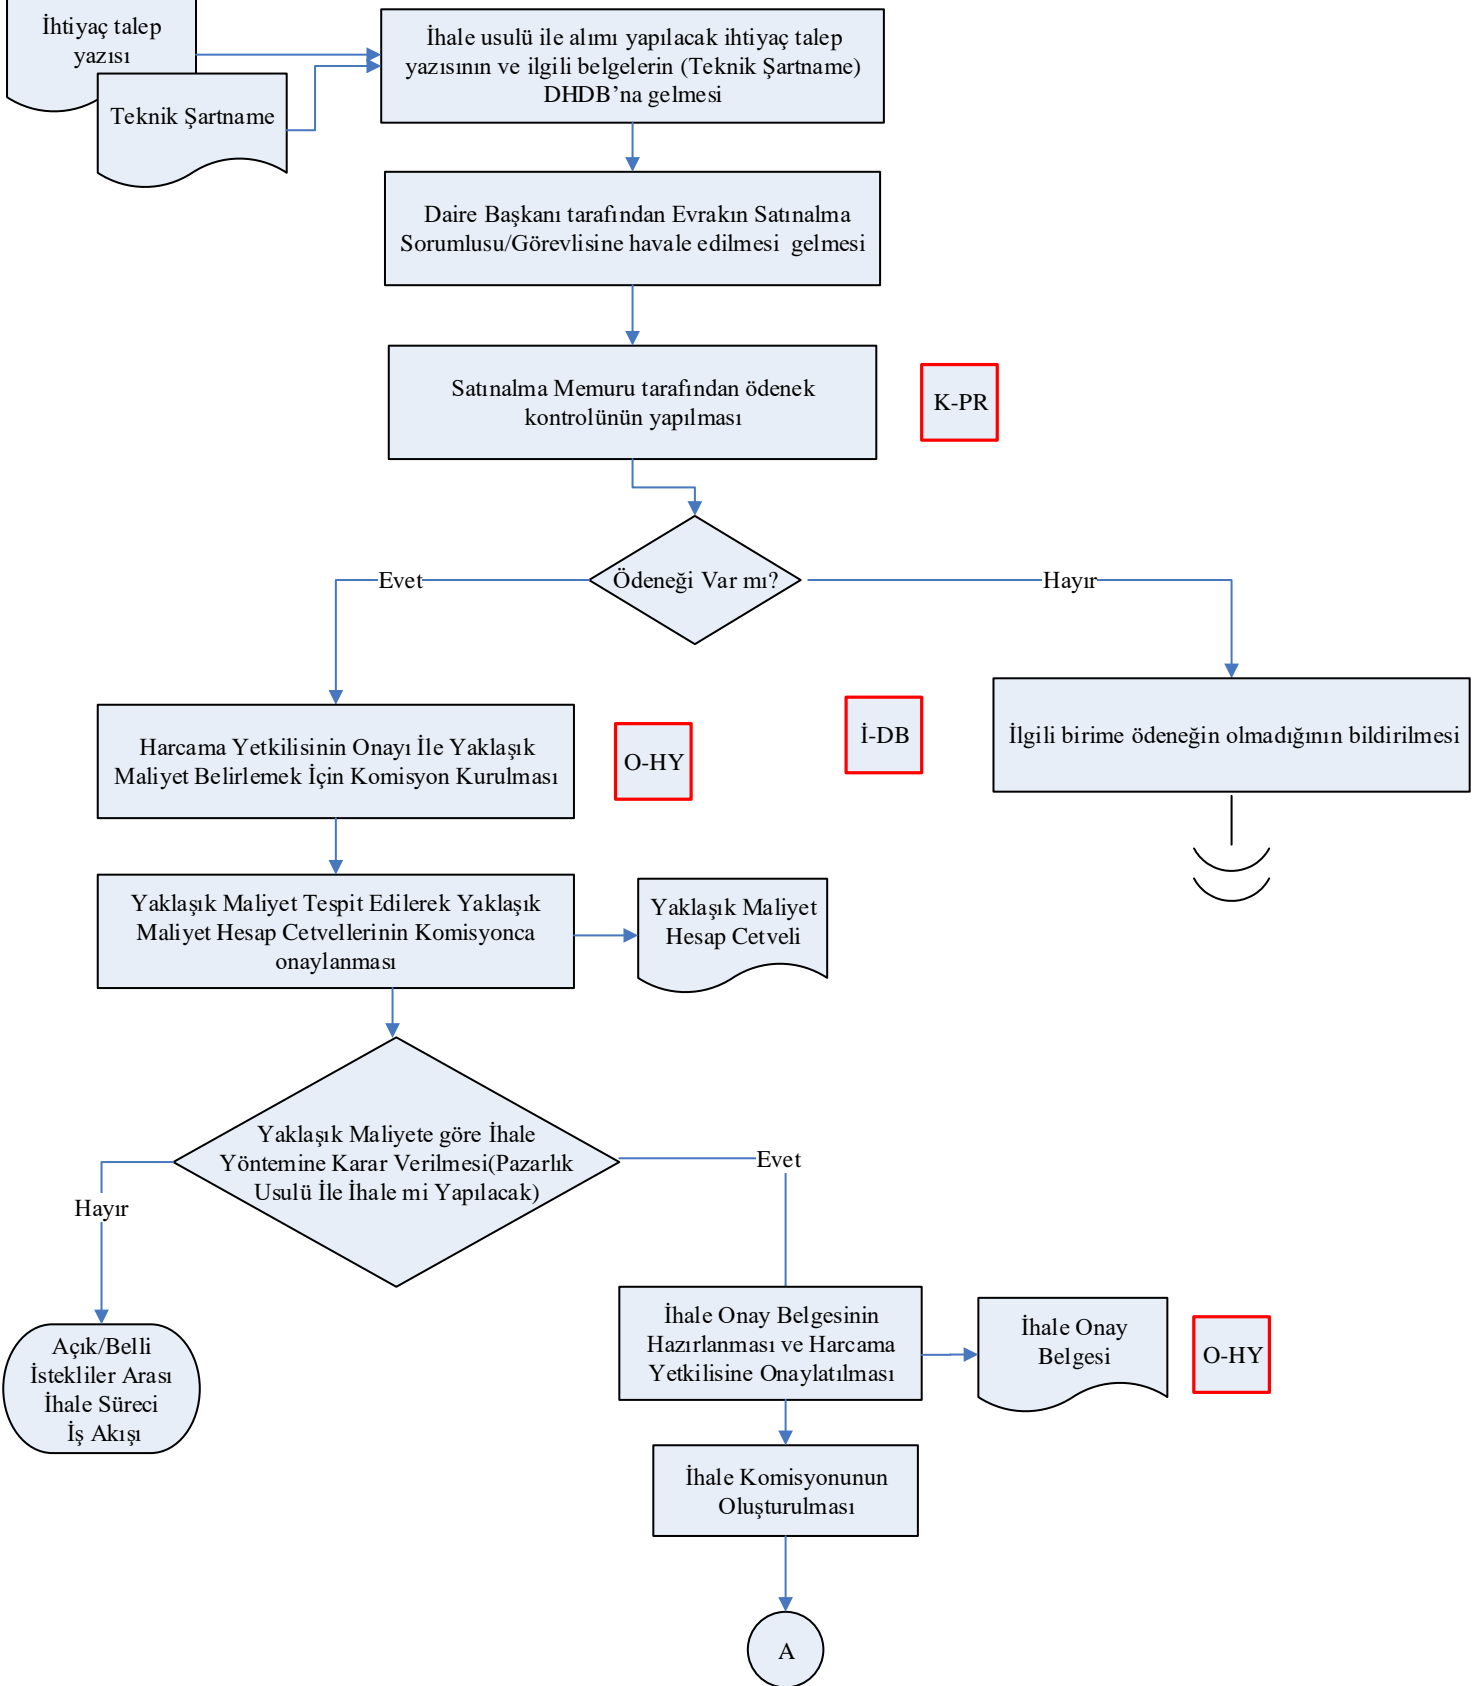 İhtiyaç talep
yazısı
Teknik Şartname
İhale usulü ile alımı yapılacak ihtiyaç talep
yazısının ve ilgili belgelerin (Teknik Şartname)
DHDB’na gelmesi
Daire Başkanı tarafından Evrakın Satınalma
Sorumlusu/Görevlisine havale edilmesi  gelmesi
Satınalma Memuru tarafından ödenek
kontrolünün yapılması
K-PR
Ödeneği Var mı?
Evet
Hayır
Harcama Yetkilisinin Onayı İle Yaklaşık
Maliyet Belirlemek İçin Komisyon Kurulması
O-HY
İ-DB
İlgili birime ödeneğin olmadığının bildirilmesi
Yaklaşık Maliyet Tespit Edilerek Yaklaşık
Maliyet Hesap Cetvellerinin Komisyonca
onaylanması
Yaklaşık Maliyet
Hesap Cetveli
Yaklaşık Maliyete göre İhale
Yöntemine Karar Verilmesi(Pazarlık
Usulü İle İhale mi Yapılacak)
Evet
Hayır
Açık/Belli
İstekliler Arası
İhale Süreci
İş Akışı
İhale Onay Belgesinin
Hazırlanması ve Harcama
Yetkilisine Onaylatılması
İhale Onay
Belgesi
O-HY
İhale Komisyonunun
Oluşturulması
A